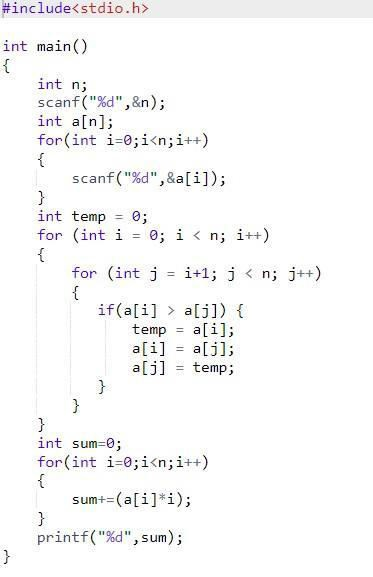 #include<stdio.h>
int main()
{
int n;
scanf("%d",&n);
int a[n];
for(int i=0;i<n;i++)
{
scanf("%d",&a[i]);
}
int temp = 0;
for (int i = 0; i < n; i++)
{
for (int j = i+1; j < n; j++)
{
if(a[i] > a[j]) {
temp = a[i];
a[i] = a[j];
a[j] = temp;
}
}
}
int sum=0;
for(int i=0;i<n;i++)
{
sum+=(a[i]*i);
}
printf("%d",sum);
}